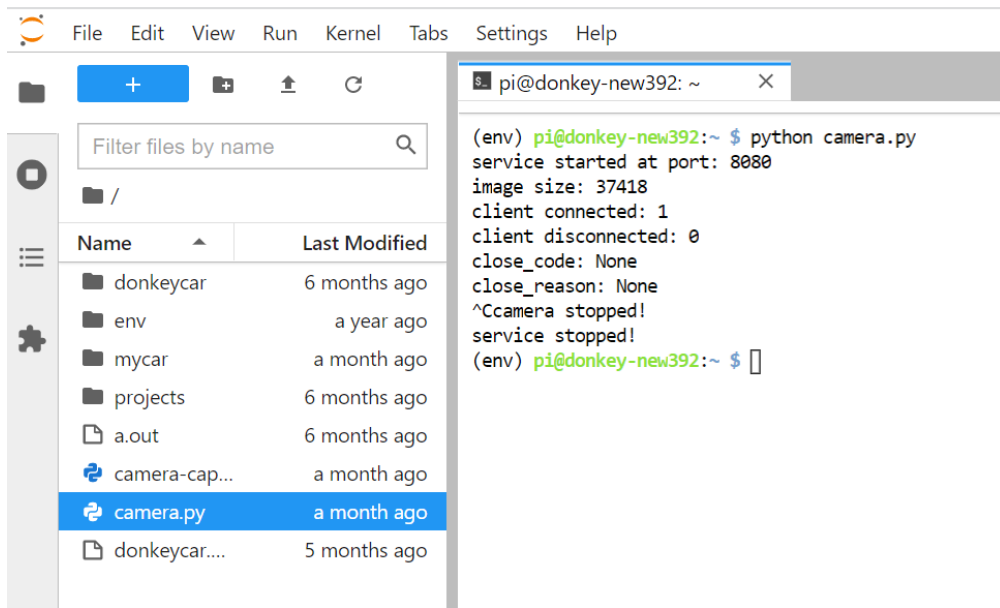 File Edit View Run Kernel Tabs Settings Help
+
Filter files by name
/
Name Last Modified
donkeycar 6 months ago
env a year ago
mycar a month ago
projects 6 months ago
a.out 6 months ago
camera-cap... a month ago
camera.py a month ago
donkeycar.... 5 months ago
$_ pi@donkey-new392: ~
(env) pi@donkey-new392:~ $ python camera.py
service started at port: 8080
image size: 37418
client connected: 1
client disconnected: 0
close_code: None
close_reason: None
^Ccamera stopped!
service stopped!
(env) pi@donkey-new392:~ $